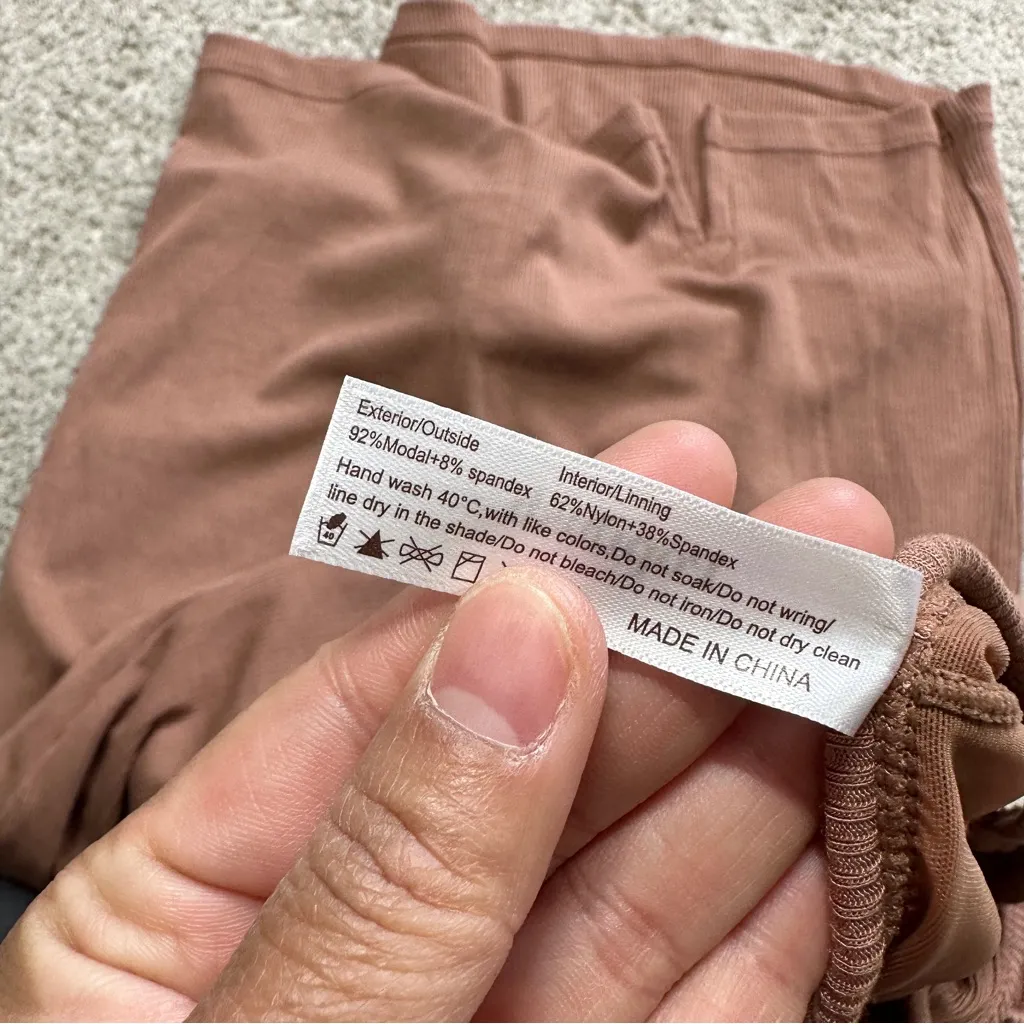 Exterior/Outside
92%Modal+8% spandex
Interior/Linning
62%Nylon+38%Spandex
Hand wash 40°C,with like colors,Do not soak/Do not wring/
line dry in the shade/Do not bleach/Do not Iron/Do not dry clean
40
MADE IN CHINA